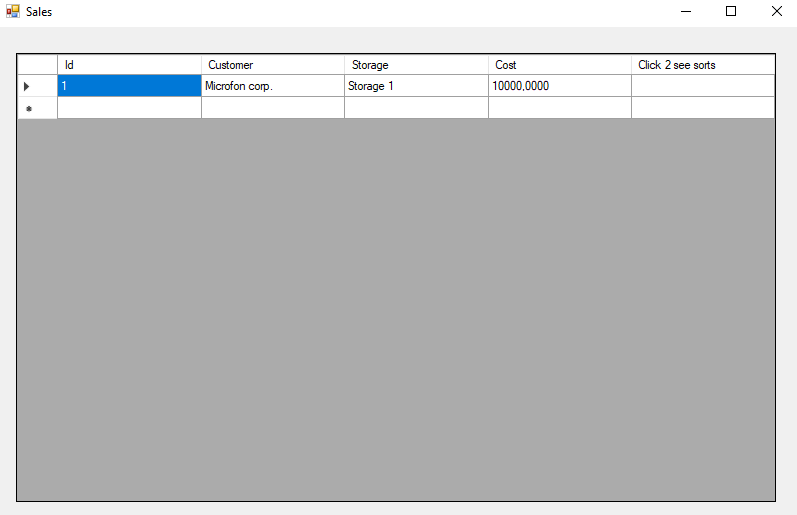 Sales
Id Customer Storage Cost Click 2 see sorts
1 Microfon corp. Storage 1 10000,0000